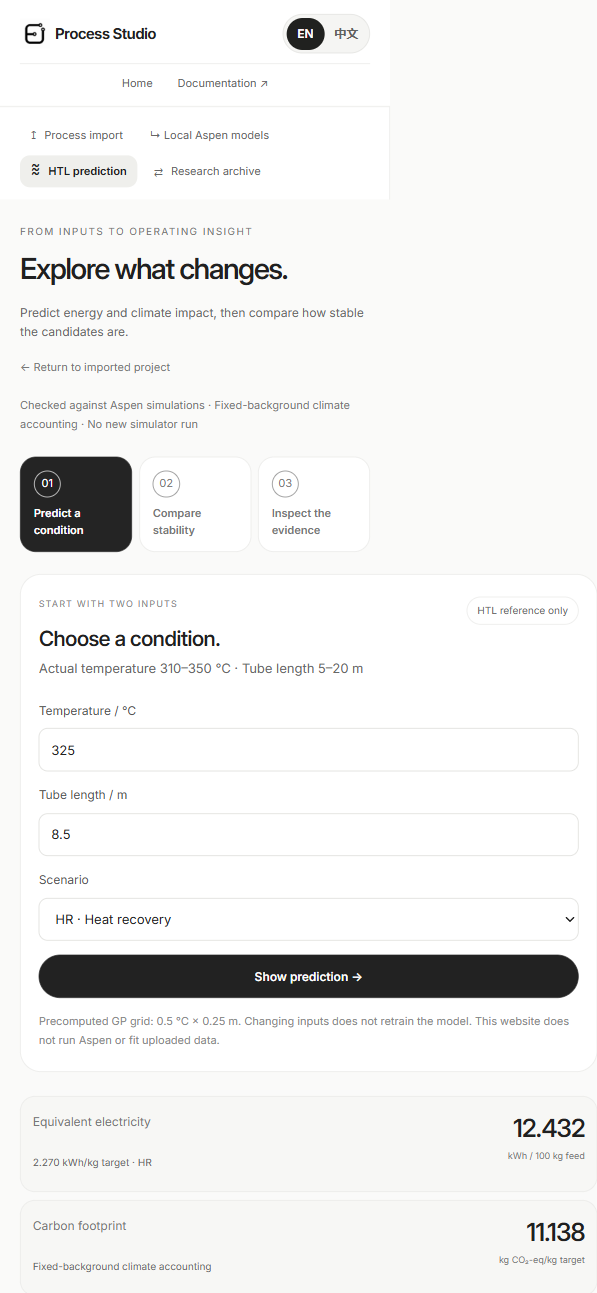 Process Studio
EN 中文
Home Documentation ↗
↥ Process import ↳ Local Aspen models
HTL prediction ⇄ Research archive
FROM INPUTS TO OPERATING INSIGHT
Explore what changes.
Predict energy and climate impact, then compare how stable
the candidates are.
← Return to imported project
Checked against Aspen simulations · Fixed-background climate
accounting · No new simulator run
01 02 03
Predict a Compare Inspect the
condition stability evidence
START WITH TWO INPUTS
HTL reference only
Choose a condition.
Actual temperature 310–350 °C · Tube length 5–20 m
Temperature / °C
325
Tube length / m
8.5
Scenario
HR · Heat recovery
Show prediction →
Precomputed GP grid: 0.5 °C × 0.25 m. Changing inputs does not retrain the model. This website does
not run Aspen or fit uploaded data.
Equivalent electricity 12.432
kWh / 100 kg feed
2.270 kWh/kg target · HR
Carbon footprint 11.138
kg CO₂-eq/kg target
Fixed-background climate accounting